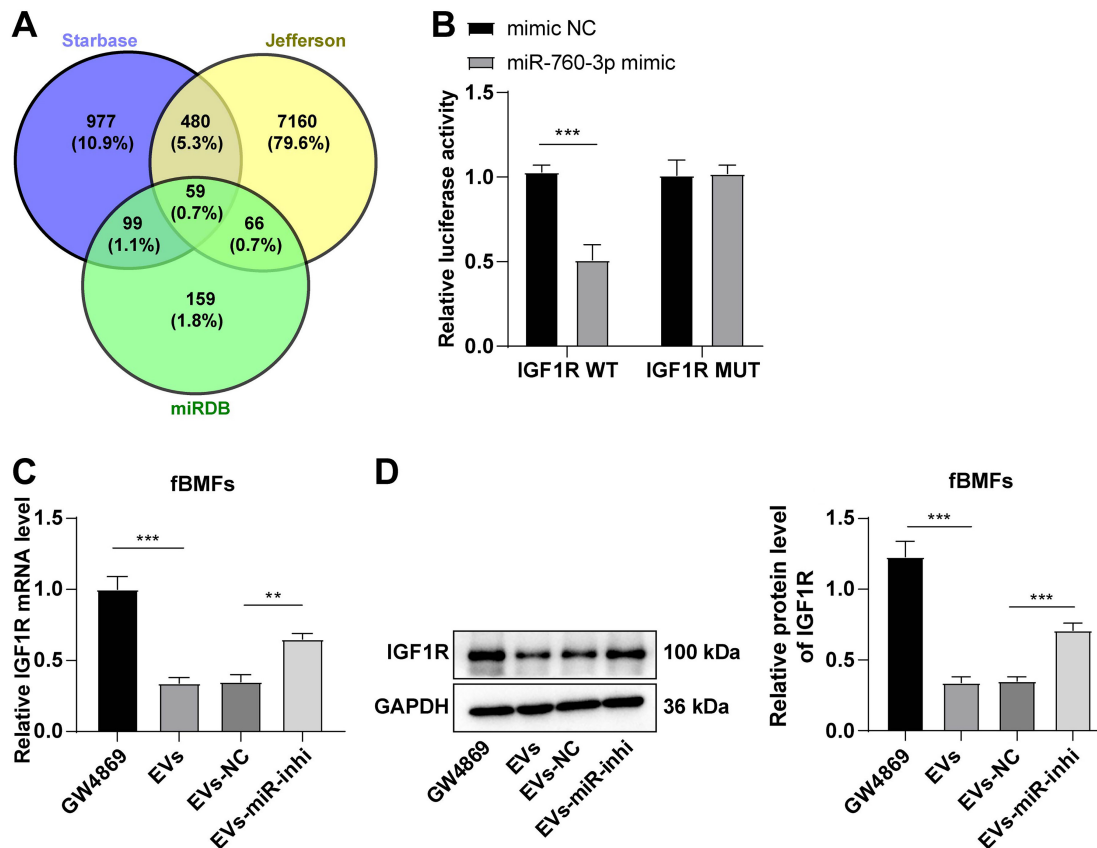 A
Starbase
Jefferson
977
(10.9%)
480
(5.3%)
7160
(79.6%)
59
(0.7%)
99
(1.1%)
66
(0.7%)
159
(1.8%)
miRDB
B
mimic NC
miR-760-3p mimic
Relative luciferase activity
1.5
1.0
0.5
0.0
***
IGF1R WT
IGF1R MUT
C
fBMFs
Relative IGF1R mRNA level
1.5
1.0
0.5
0.0
***
**
GW4869
EVs
EVs-NC
EVs-miR-inhi
D
IGF1R
100 kDa
GAPDH
36 kDa
GW4869
EVs
EVs-NC
EVs-miR-inhi
fBMFs
Relative protein level
of IGF1R
1.5
1.0
0.5
0.0
***
***
GW4869
EVs
EVs-NC
EVs-miR-inhi